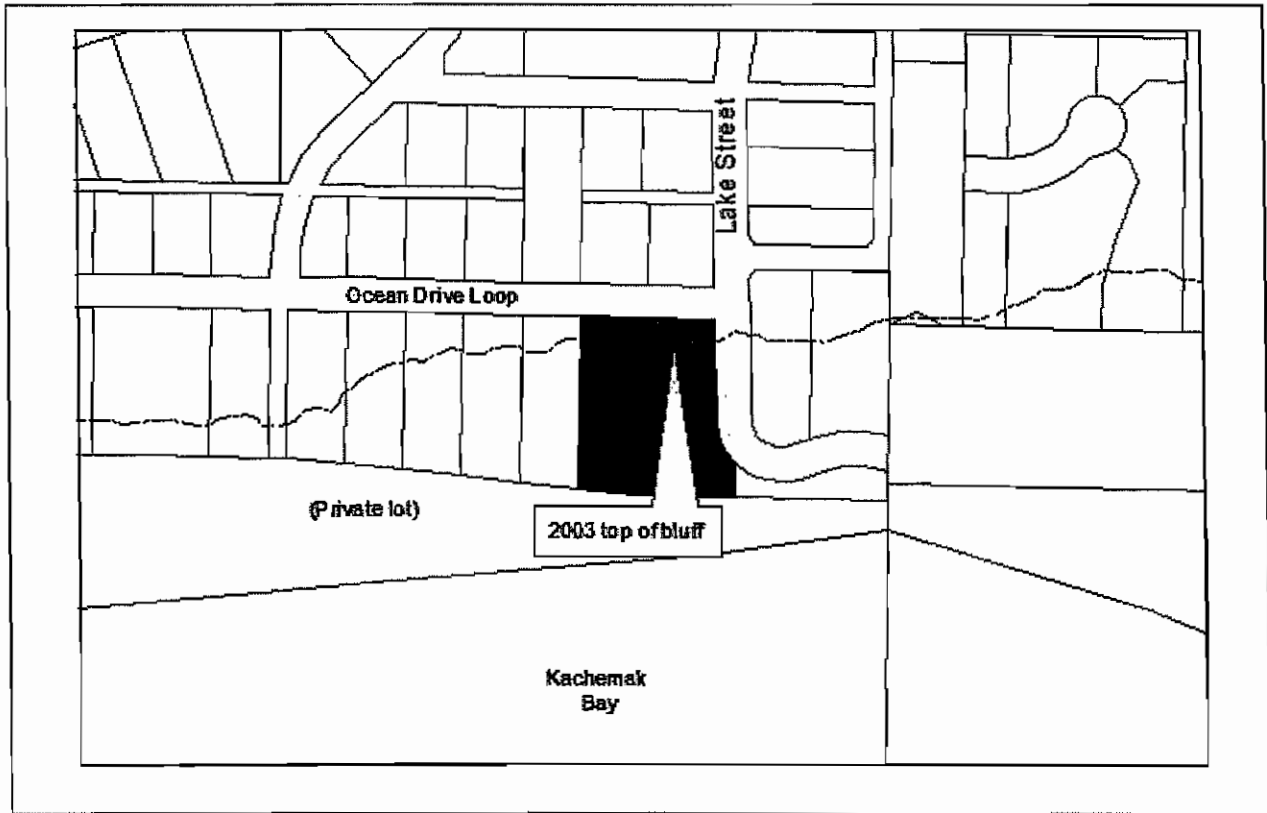 Lake Street
Ocean Drive Loop
(Private lot)
2003 top of bluff
Kachemak
Bay